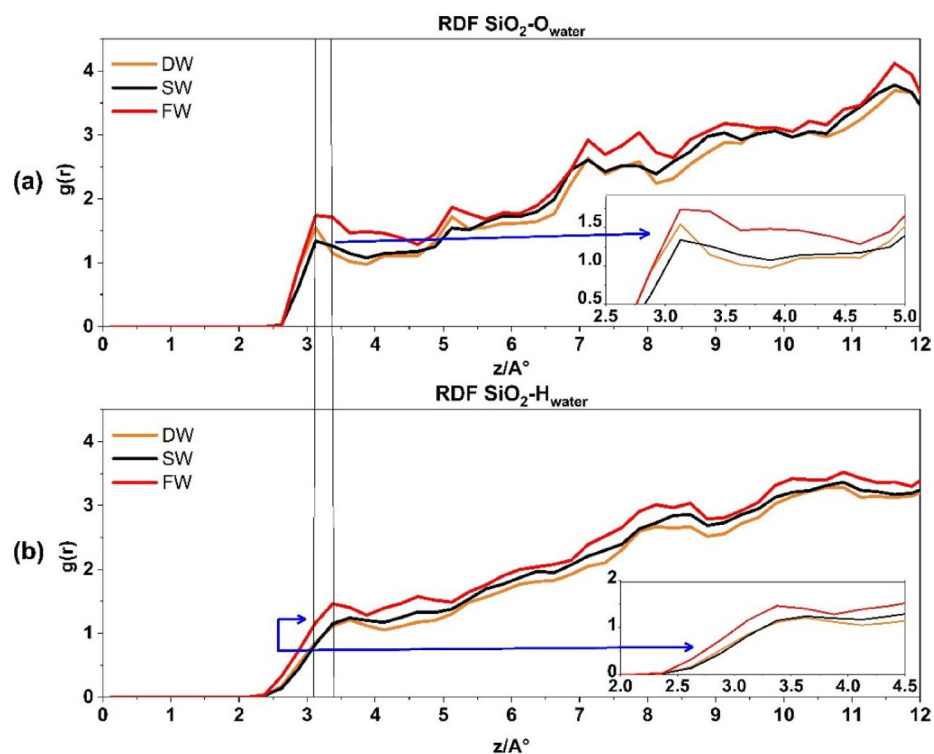 RDF SiO₂-O_water
4
3
2
1
0
g(r)
(a)
DW
SW
FW
1.5
1.0
0.5
2.5 3.0 3.5 4.0 4.5 5.0
0 1 2 3 4 5 6 7 8 9 10 11 12
z/A°
RDF SiO₂-H_water
4
3
2
1
0
g(r)
(b)
DW
SW
FW
2
1
0
2.0 2.5 3.0 3.5 4.0 4.5
0 1 2 3 4 5 6 7 8 9 10 11 12
z/A°